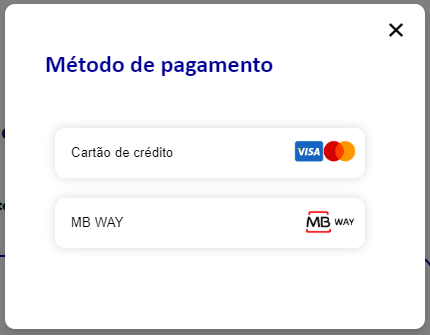 Método de pagamento
Cartão de crédito VISA
MB WAY MB WAY